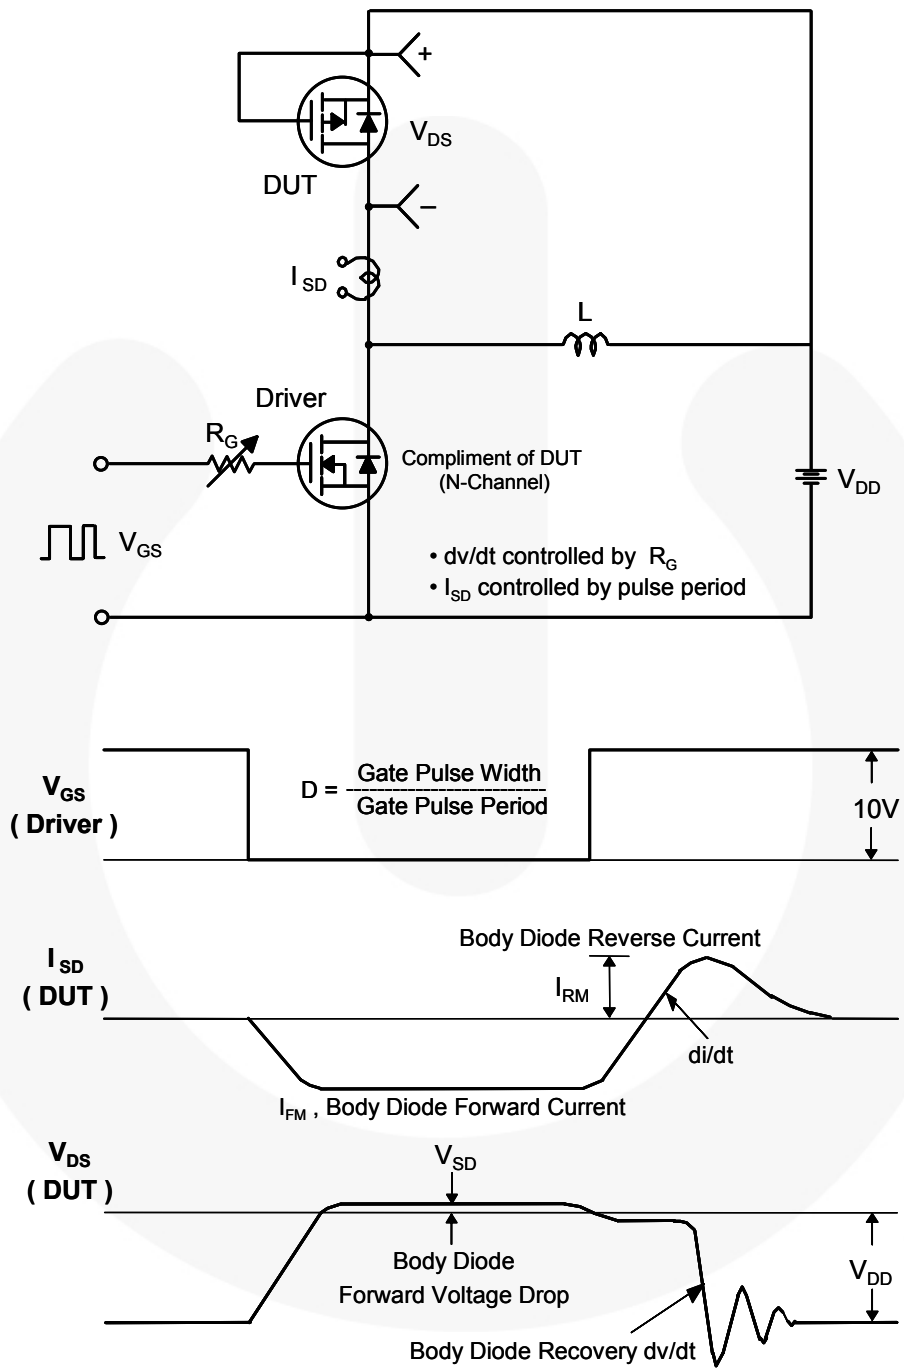 +
V_DS
DUT
−
I_SD
L
Driver
R_G
Compliment of DUT
(N-Channel)
V_DD
V_GS
• dv/dt controlled by R_G
• I_SD controlled by pulse period
V_GS
( Driver )
D = Gate Pulse Width
Gate Pulse Period
10V
I_SD
( DUT )
Body Diode Reverse Current
I_RM
di/dt
I_FM , Body Diode Forward Current
V_DS
( DUT )
V_SD
Body Diode
Forward Voltage Drop
V_DD
Body Diode Recovery dv/dt